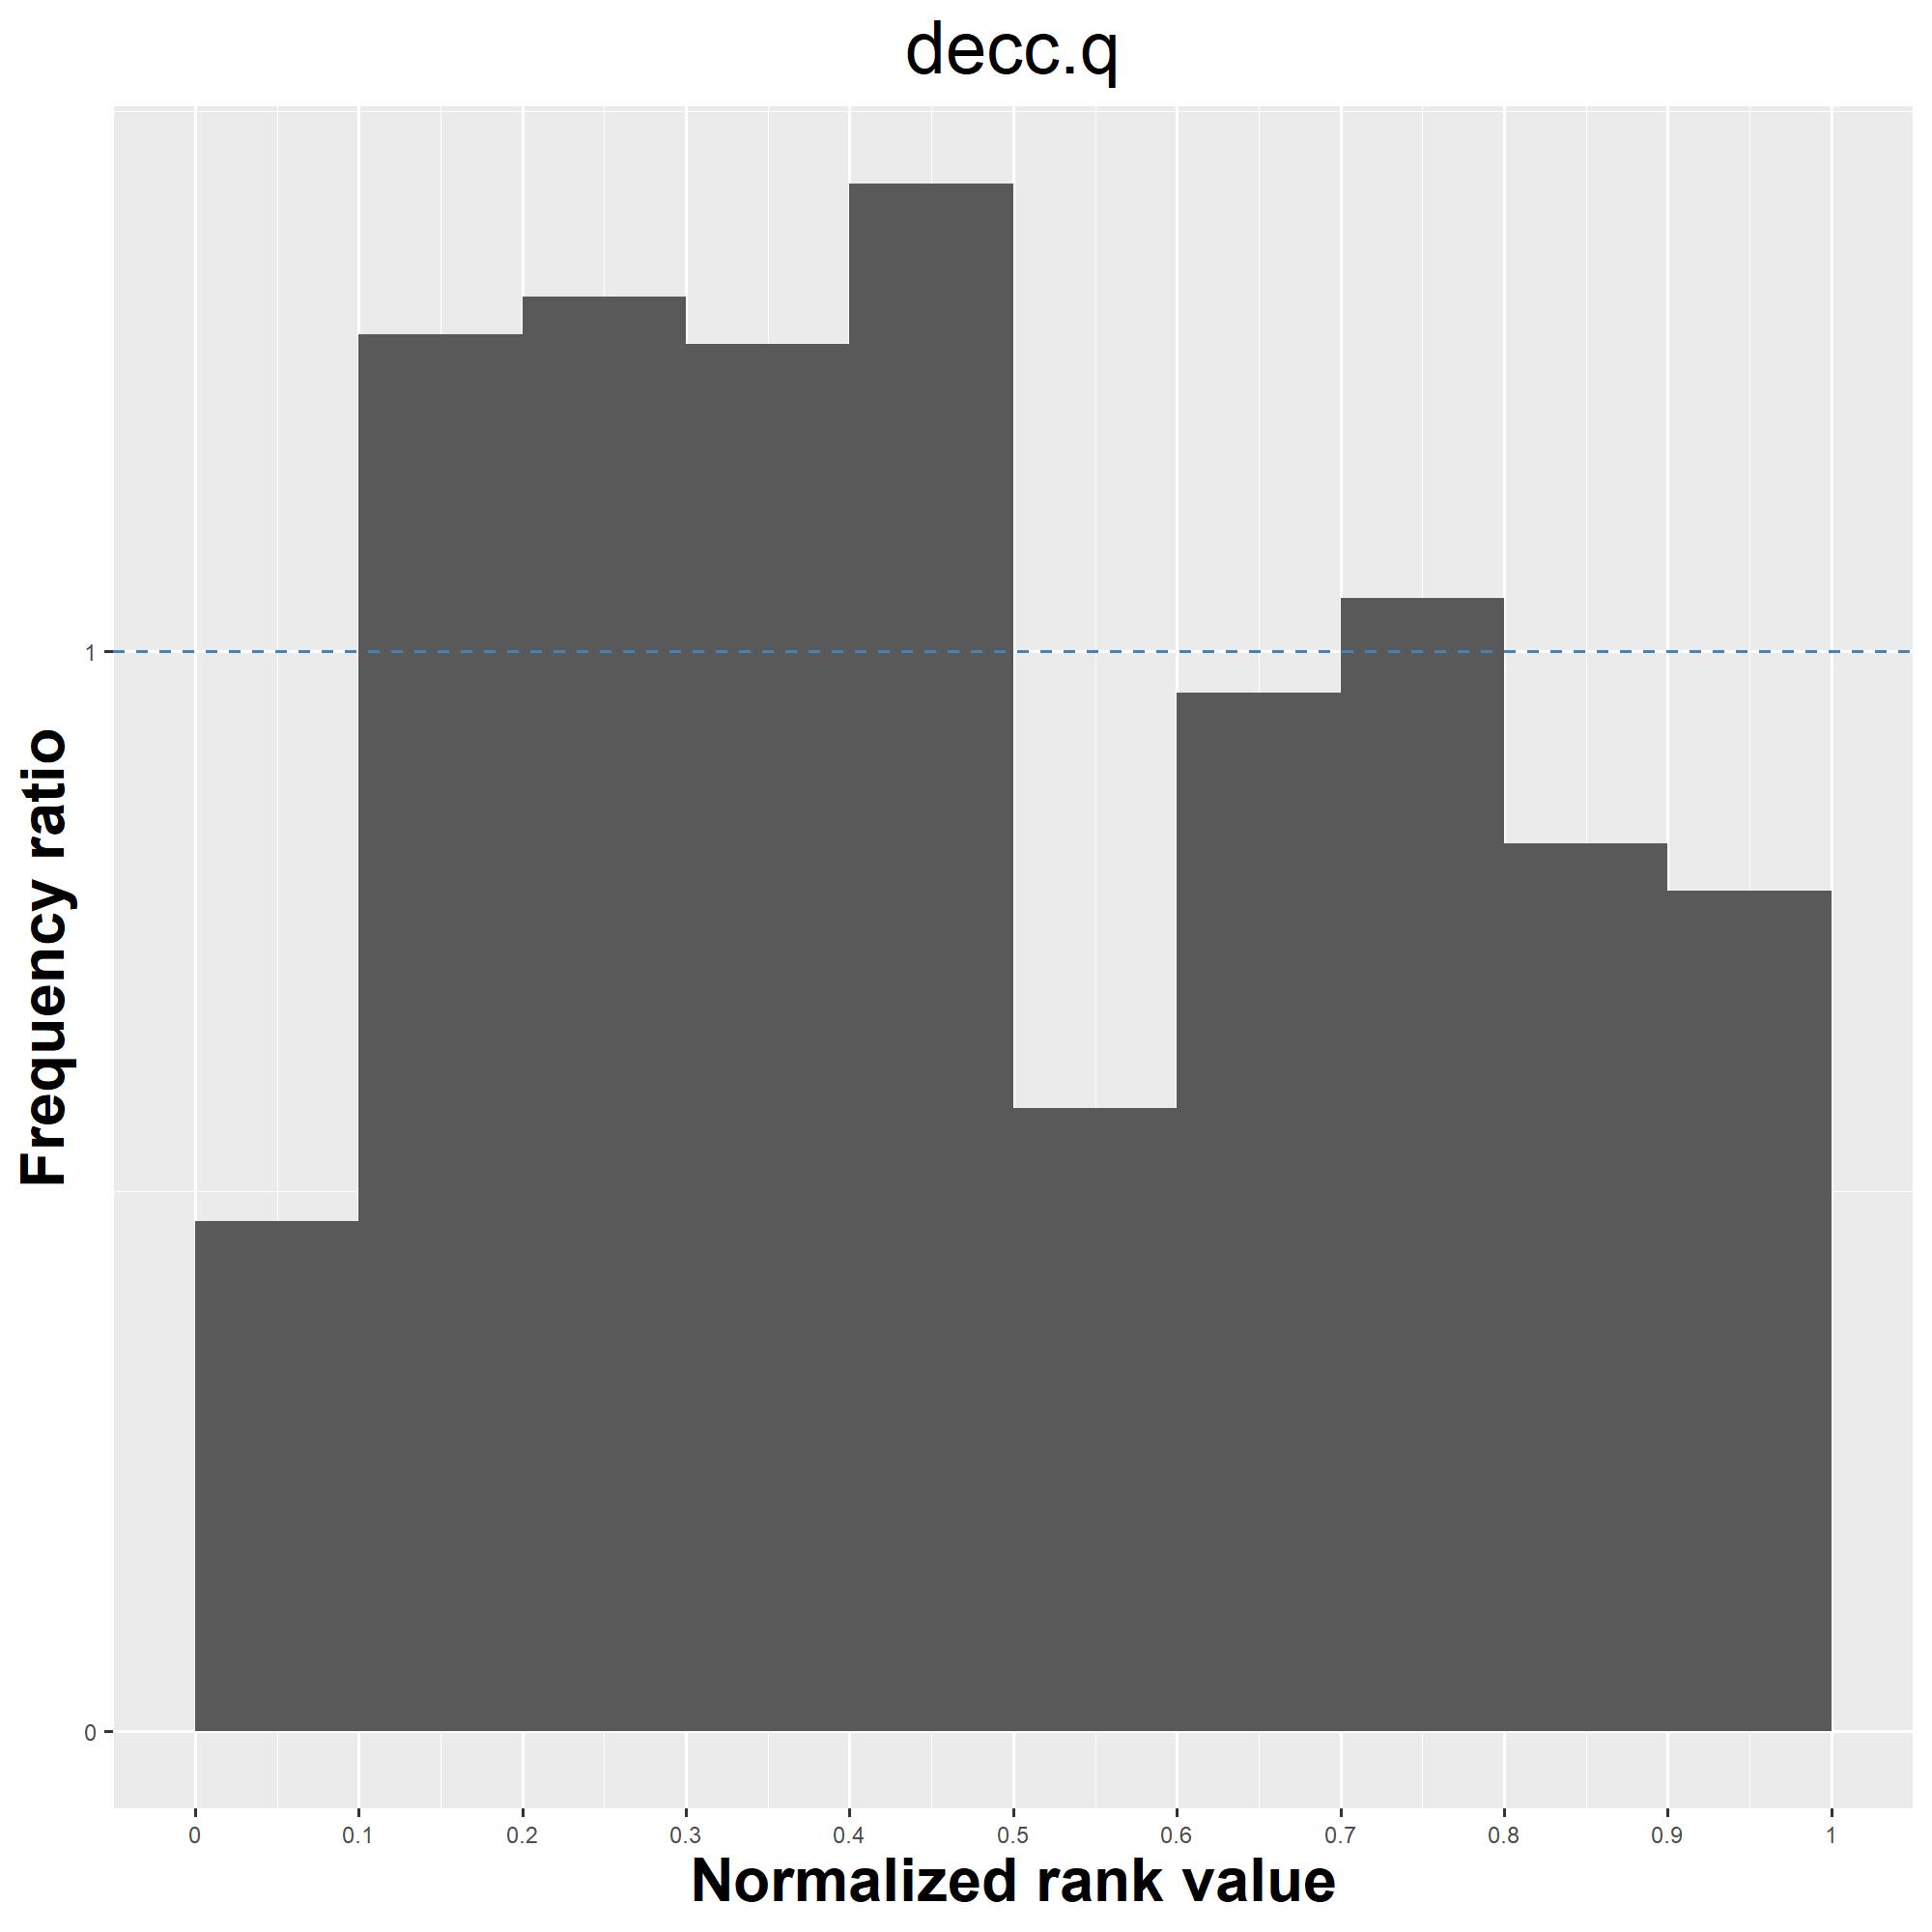 decc.q
Frequency ratio
1
0
0 0.1 0.2 0.3 0.4 0.5 0.6 0.7 0.8 0.9 1
Normalized rank value